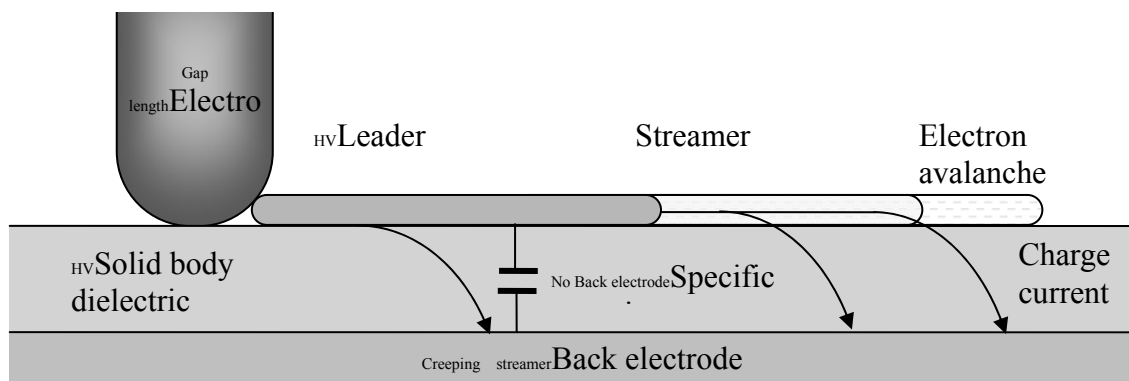 Gap
lengthElectro
HVLeader
Streamer
Electron
avalanche
HVSolid body
dielectric
No Back electrodeSpecific
.
Charge
current
Creeping streamerBack electrode